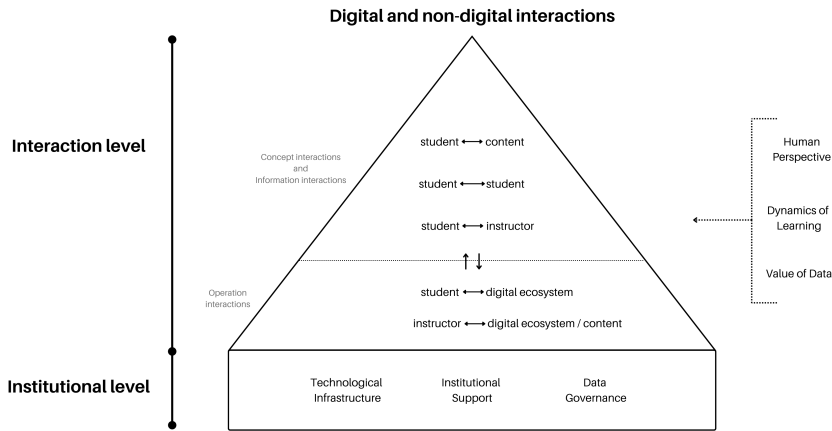 Digital and non-digital interactions
Interaction level
Concept interactions
and
Information interactions
student ↔ content
student ↔ student
student ↔ instructor
↑ ↓
Operation
interactions
student ↔ digital ecosystem
instructor ↔ digital ecosystem / content
Human
Perspective
Dynamics of
Learning
Value of Data
Institutional level
Technological
Infrastructure
Institutional
Support
Data
Governance